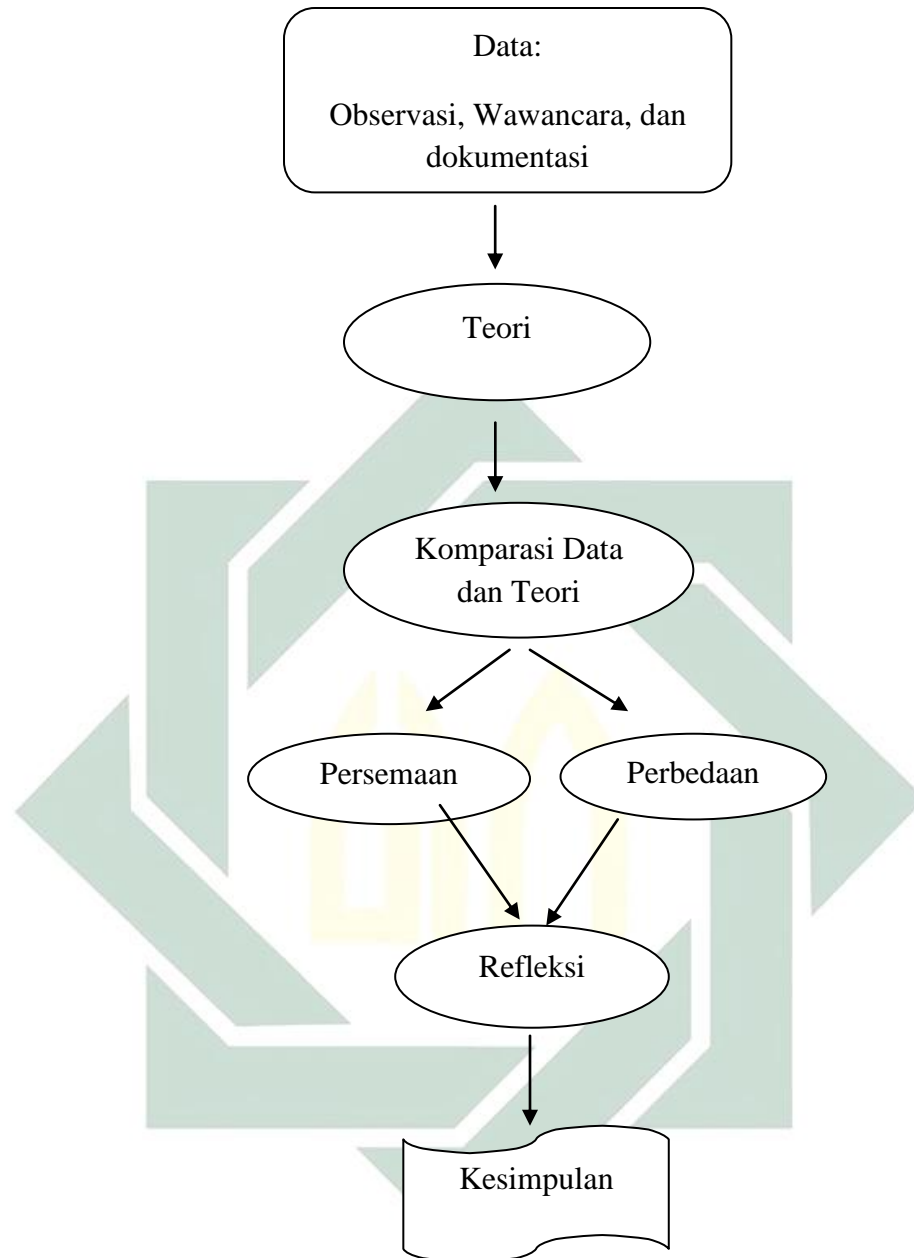 Data:
Observasi, Wawancara, dan
dokumentasi
Teori
Komparasi Data
dan Teori
Persemaan
Perbedaan
Refleksi
Kesimpulan